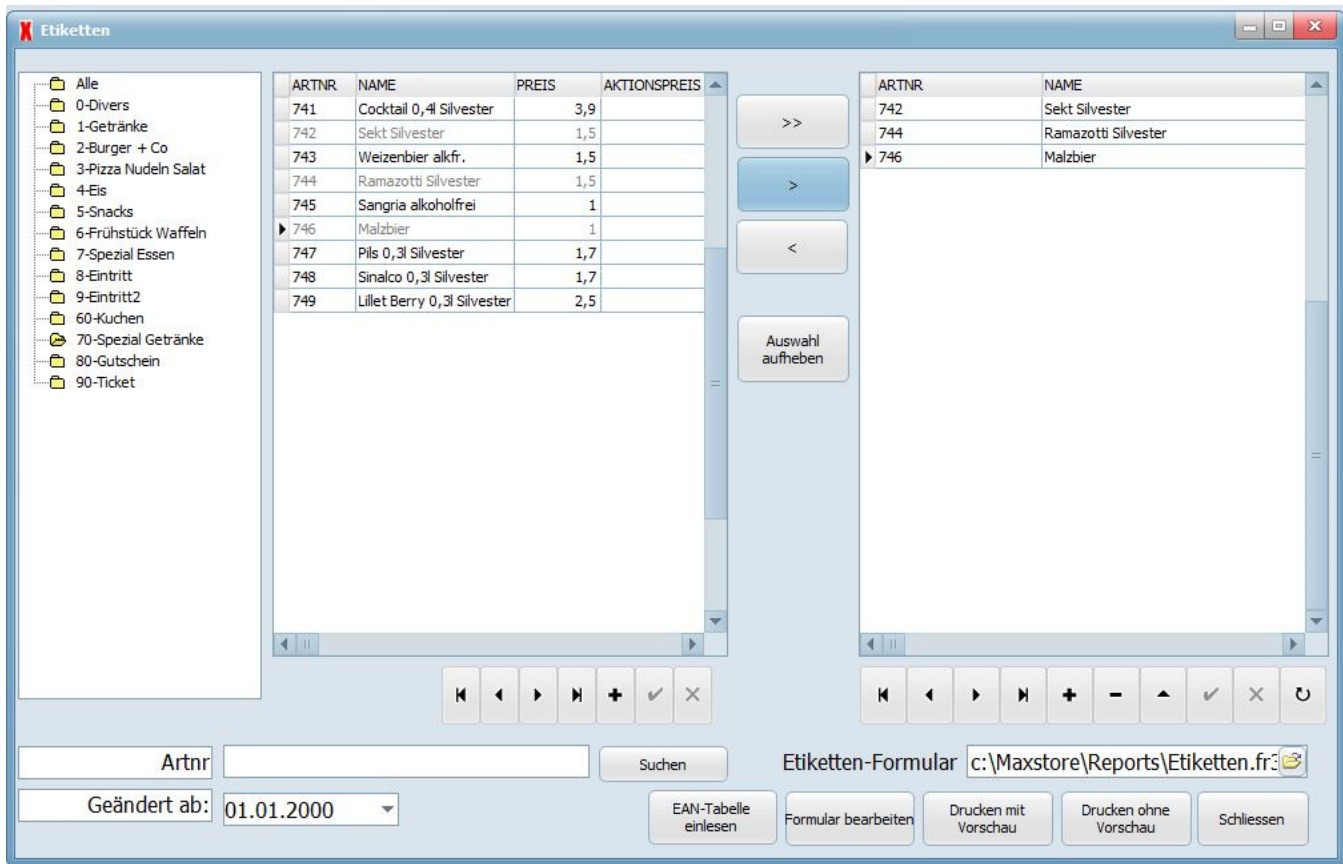 Etiketten
Alle
0-Divers
1-Getränke
2-Burger + Co
3-Pizza Nudeln Salat
4-Eis
5-Snacks
6-Frühstück Waffeln
7-Spezial Essen
8-Eintritt
9-Eintritt2
60-Kuchen
70-Spezial Getränke
80-Gutschein
90-Ticket
ARTNR NAME PREIS AKTIONSPREIS
741 Cocktail 0,4l Silvester 3,9
742 Sekt Silvester 1,5
743 Weizenbier alkfr. 1,5
744 Ramazotti Silvester 1,5
745 Sangria alkoholfrei 1
746 Malzbier 1
747 Pils 0,3l Silvester 1,7
748 Sinalco 0,3l Silvester 1,7
749 Lillet Berry 0,3l Silvester 2,5
>>
>
<
Auswahl
aufheben
ARTNR NAME
742 Sekt Silvester
744 Ramazotti Silvester
746 Malzbier
Artnr
Suchen
Etiketten-Formular c:\Maxstore\Reports\Etiketten.fr3
Geändert ab: 01.01.2000
EAN-Tabelle
einlesen
Formular bearbeiten
Drucken mit
Vorschau
Drucken ohne
Vorschau
Schliessen